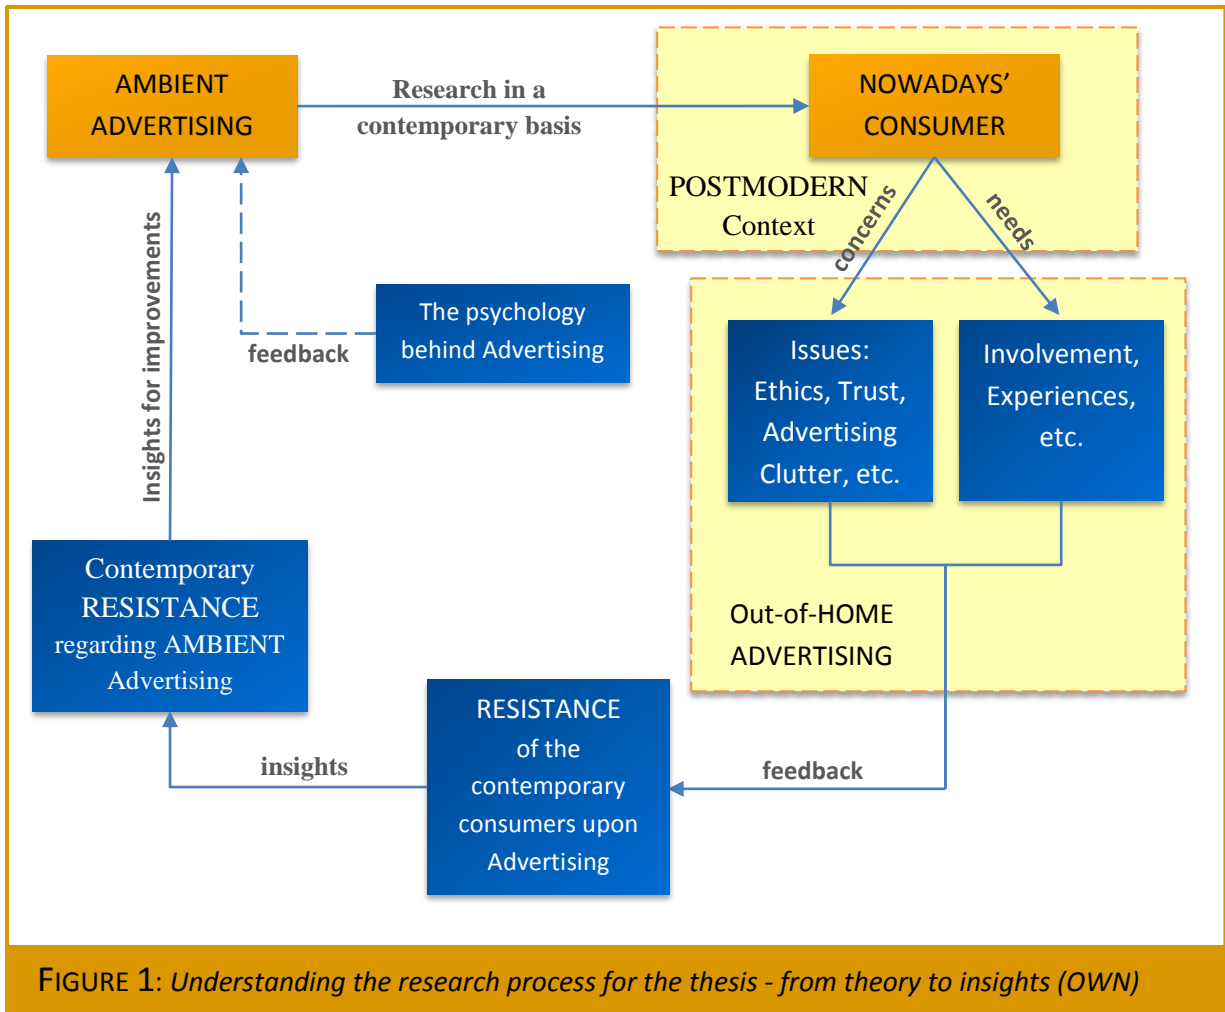 AMBIENT
ADVERTISING
Research in a
contemporary basis
NOWADAYS'
CONSUMER
POSTMODERN
Context
concerns
needs
Insights for improvements
The psychology
behind Advertising
feedback
Issues:
Ethics, Trust,
Advertising
Clutter, etc.
Involvement,
Experiences,
etc.
Out-of-HOME
ADVERTISING
Contemporary
RESISTANCE
regarding AMBIENT
Advertising
insights
RESISTANCE
of the
contemporary
consumers upon
Advertising
feedback
FIGURE 1: Understanding the research process for the thesis - from theory to insights (OWN)